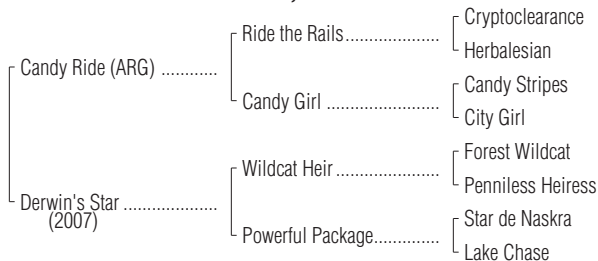 Cryptoclearance
Ride the Rails
Herbalesian
Candy Ride (ARG)
Candy Stripes
Candy Girl
City Girl
Forest Wildcat
Wildcat Heir
Penniless Heiress
Derwin's Star
(2007)
Star de Naskra
Powerful Package
Lake Chase